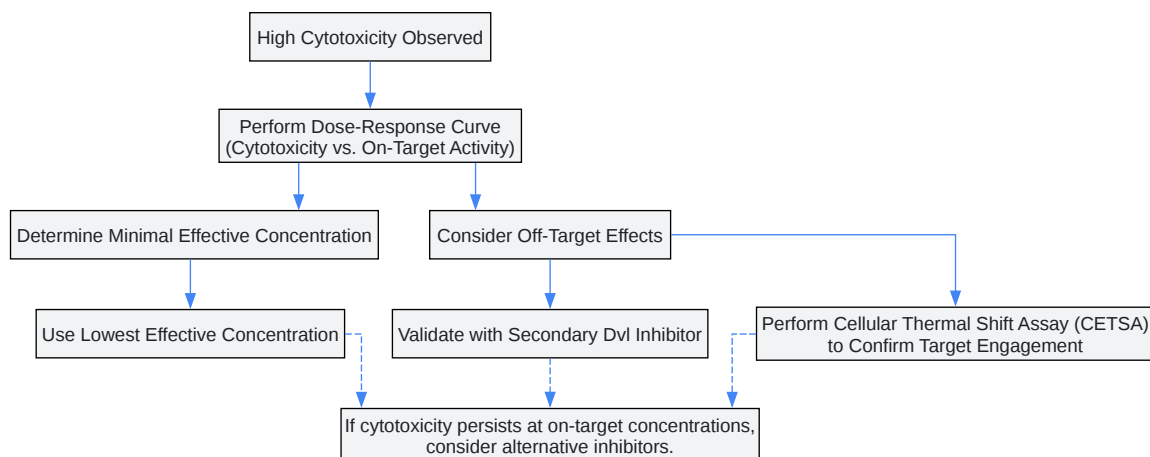 High Cytotoxicity Observed
Perform Dose-Response Curve
(Cytotoxicity vs. On-Target Activity)
Determine Minimal Effective Concentration
Consider Off-Target Effects
Use Lowest Effective Concentration
Validate with Secondary Dvl Inhibitor
Perform Cellular Thermal Shift Assay (CETSA)
to Confirm Target Engagement
If cytotoxicity persists at on-target concentrations,
consider alternative inhibitors.